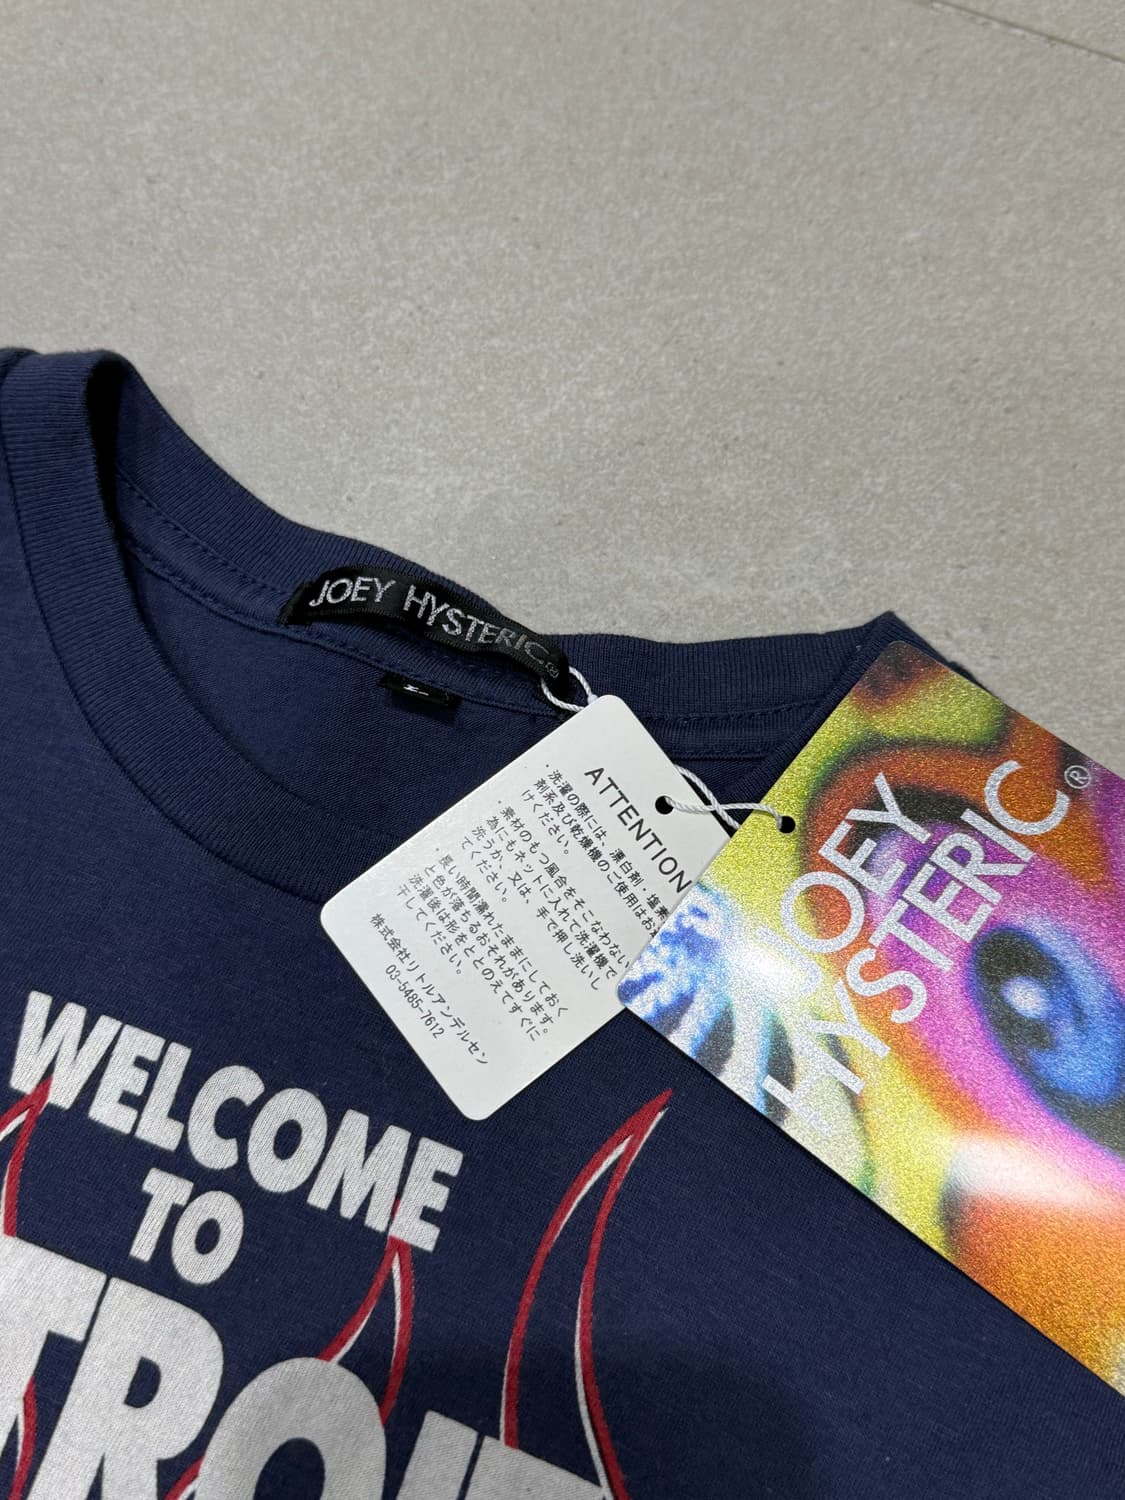 JOEY HYSTERIC®
L
ATTENTION
・洗濯の際には、漂白剤・塩素
剤系及び乾燥機のご使用はお
けください。
・素材のもつ風合をそこなわない
為にもネットに入れて洗濯機で
洗うか、又は、手で押し洗いし
てください。
・長い時間濡れたままにしておく
と色が落ちるおそれがあります。
洗濯後は形をととのえてすぐに
干してください。
株式会社リトルアンデルセン
03-5485-7612
JOEY
HYSTERIC®
WELCOME
TO
TROIT